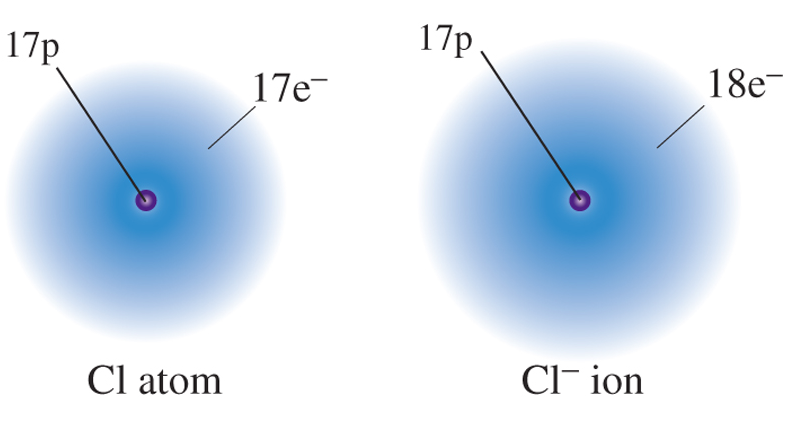 17p
17e⁻
Cl atom
17p
18e⁻
Cl⁻ ion